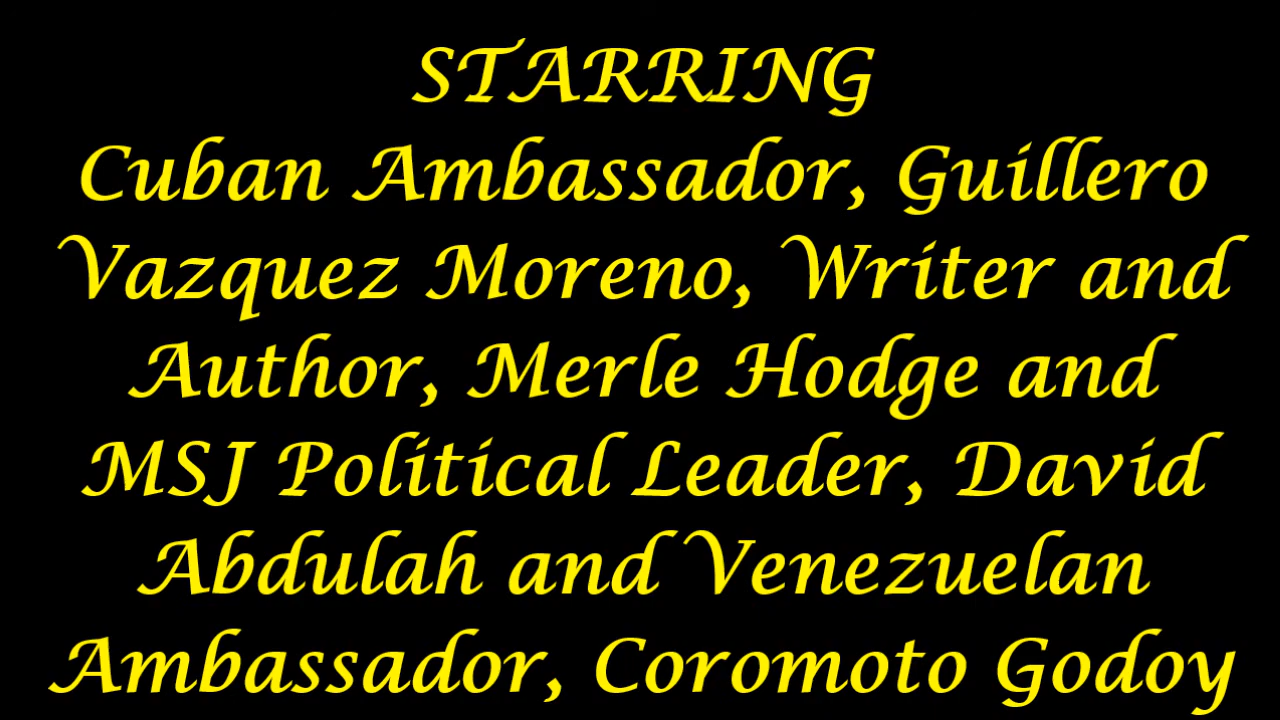 STARRING
Cuban Ambassador, Guillero
Vazquez Moreno, Writer and
Author, Merle Hodge and
MSJ Political Leader, David
Abdulah and Venezuelan
Ambassador, Coromoto Godoy